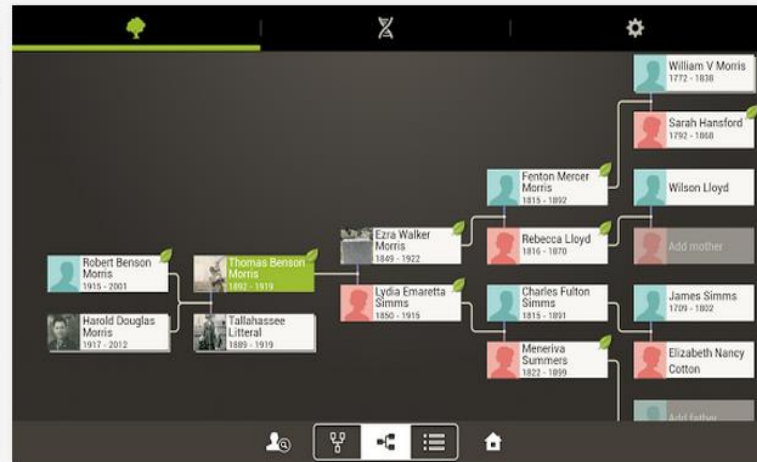 William V Morris
1772 - 1838
Sarah Hansford
1792 - 1868
Fenton Mercer
Morris
1815 - 1892
Wilson Lloyd
Ezra Walker
Morris
1849 - 1922
Rebecca Lloyd
1816 - 1870
Add mother
Robert Benson
Morris
1915 - 2001
Thomas Benson
Morris
1892 - 1919
Lydia Emaretta
Simms
1850 - 1915
Charles Fulton
Simms
1815 - 1891
James Simms
1709 - 1802
Harold Douglas
Morris
1917 - 2012
Tallahassee
Litteral
1889 - 1919
Meneriva
Summers
1822 - 1899
Elizabeth Nancy
Cotton
Add father